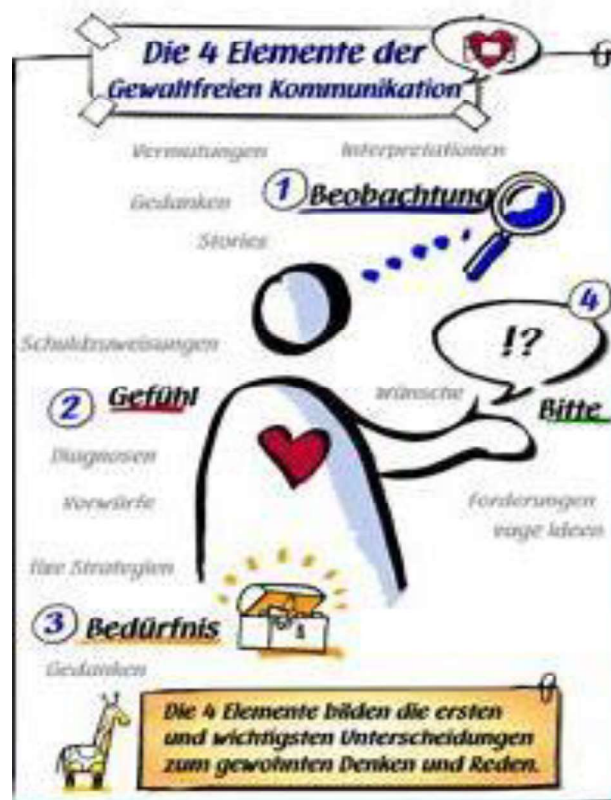 Die 4 Elemente der
Gewaltfreien Kommunikation
Vermutungen
Interpretationen
1 Beobachtung
Gedanken
Stories
4
!?
Schuldzuweisungen
Wünsche
2 Gefühl
Bitte
Diagnosen
Vorwürfe
Forderungen
vage Ideen
fixe Strategien
3 Bedürfnis
Gedanken
Die 4 Elemente bilden die ersten
und wichtigsten Unterscheidungen
zum gewohnten Denken und Reden.